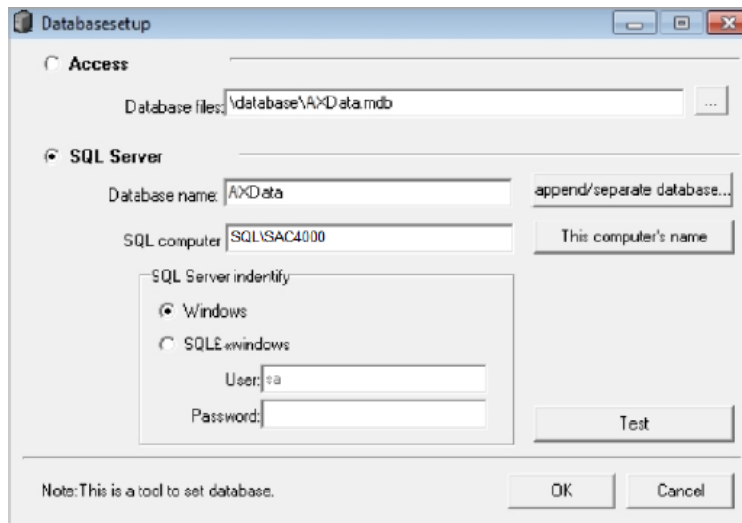 Databasesetup
Access
Database files: \database\AXData.mdb ...
SQL Server
Database name: AXData append/separate database...
SQL computer SQL\SAC4000 This computer's name
SQL Server indentify
Windows
SQL£«windows
User: sa
Password:
Test
Note:This is a tool to set database. OK Cancel